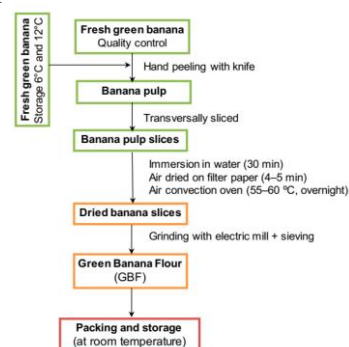 Fresh green banana
Storage 6°C and 12°C
Fresh green banana
Quality control
Hand peeling with knife
Banana pulp
Transversally sliced
Banana pulp slices
Immersion in water (30 min)
Air dried on filter paper (4–5 min)
Air convection oven (55–60 ºC, overnight)
Dried banana slices
Grinding with electric mill + sieving
Green Banana Flour
(GBF)
Packing and storage
(at room temperature)